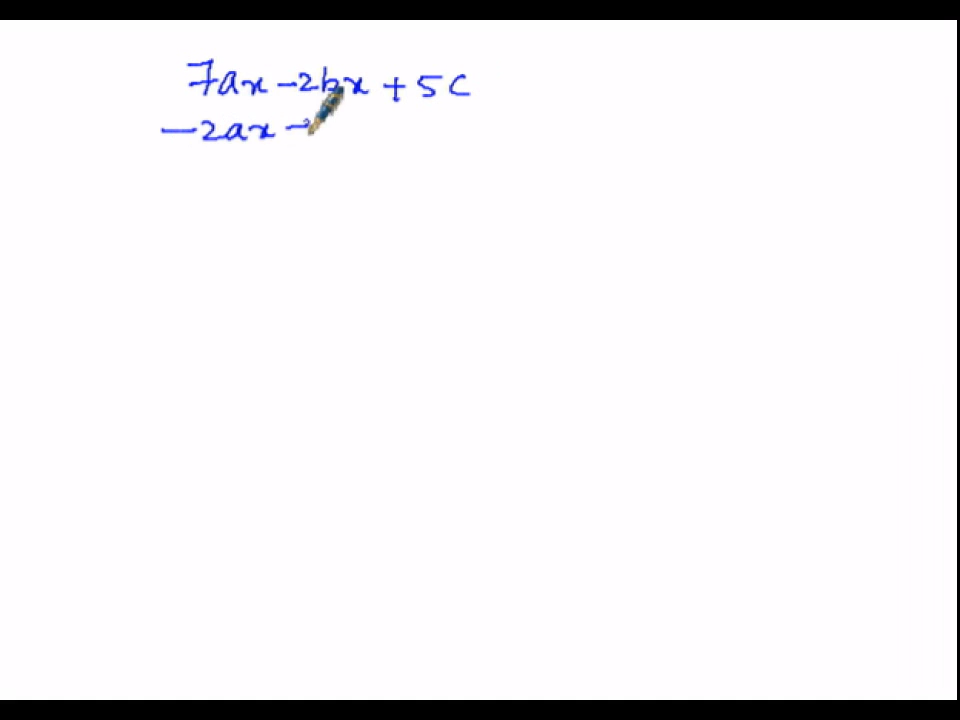 7ax - 2bx + 5c
- 2ax -